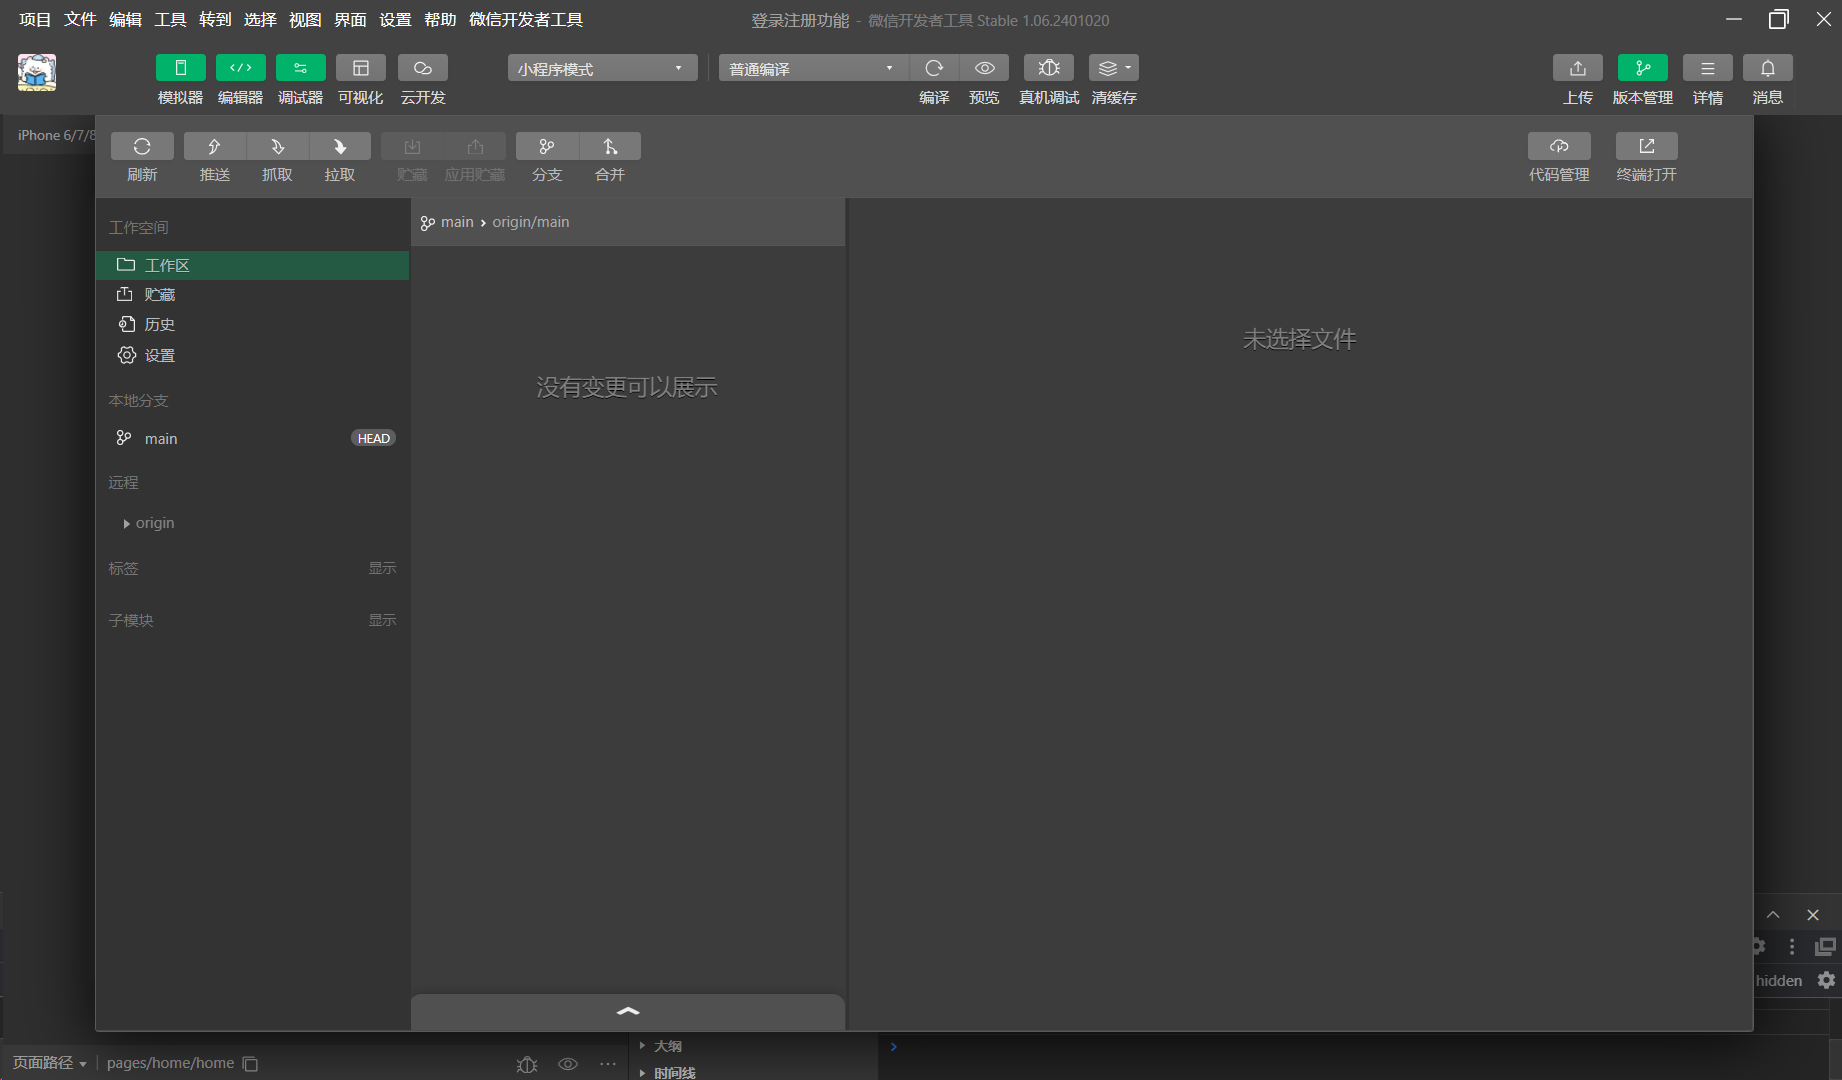 项目 文件 编辑 工具 转到 选择 视图 界面 设置 帮助 微信开发者工具
登录注册功能 - 微信开发者工具 Stable 1.06.2401020
小程序模式
普通编译
模拟器 编辑器 调试器 可视化 云开发
编译 预览 真机调试 清缓存
上传 版本管理 详情 消息
iPhone 6/7/8
刷新 推送 抓取 拉取 贮藏 应用贮藏 分支 合并
代码管理 终端打开
工作空间
main › origin/main
工作区
贮藏
历史
设置
未选择文件
没有变更可以展示
本地分支
main HEAD
远程
origin
标签 显示
子模块 显示
hidden
大纲
页面路径 pages/home/home
时间线